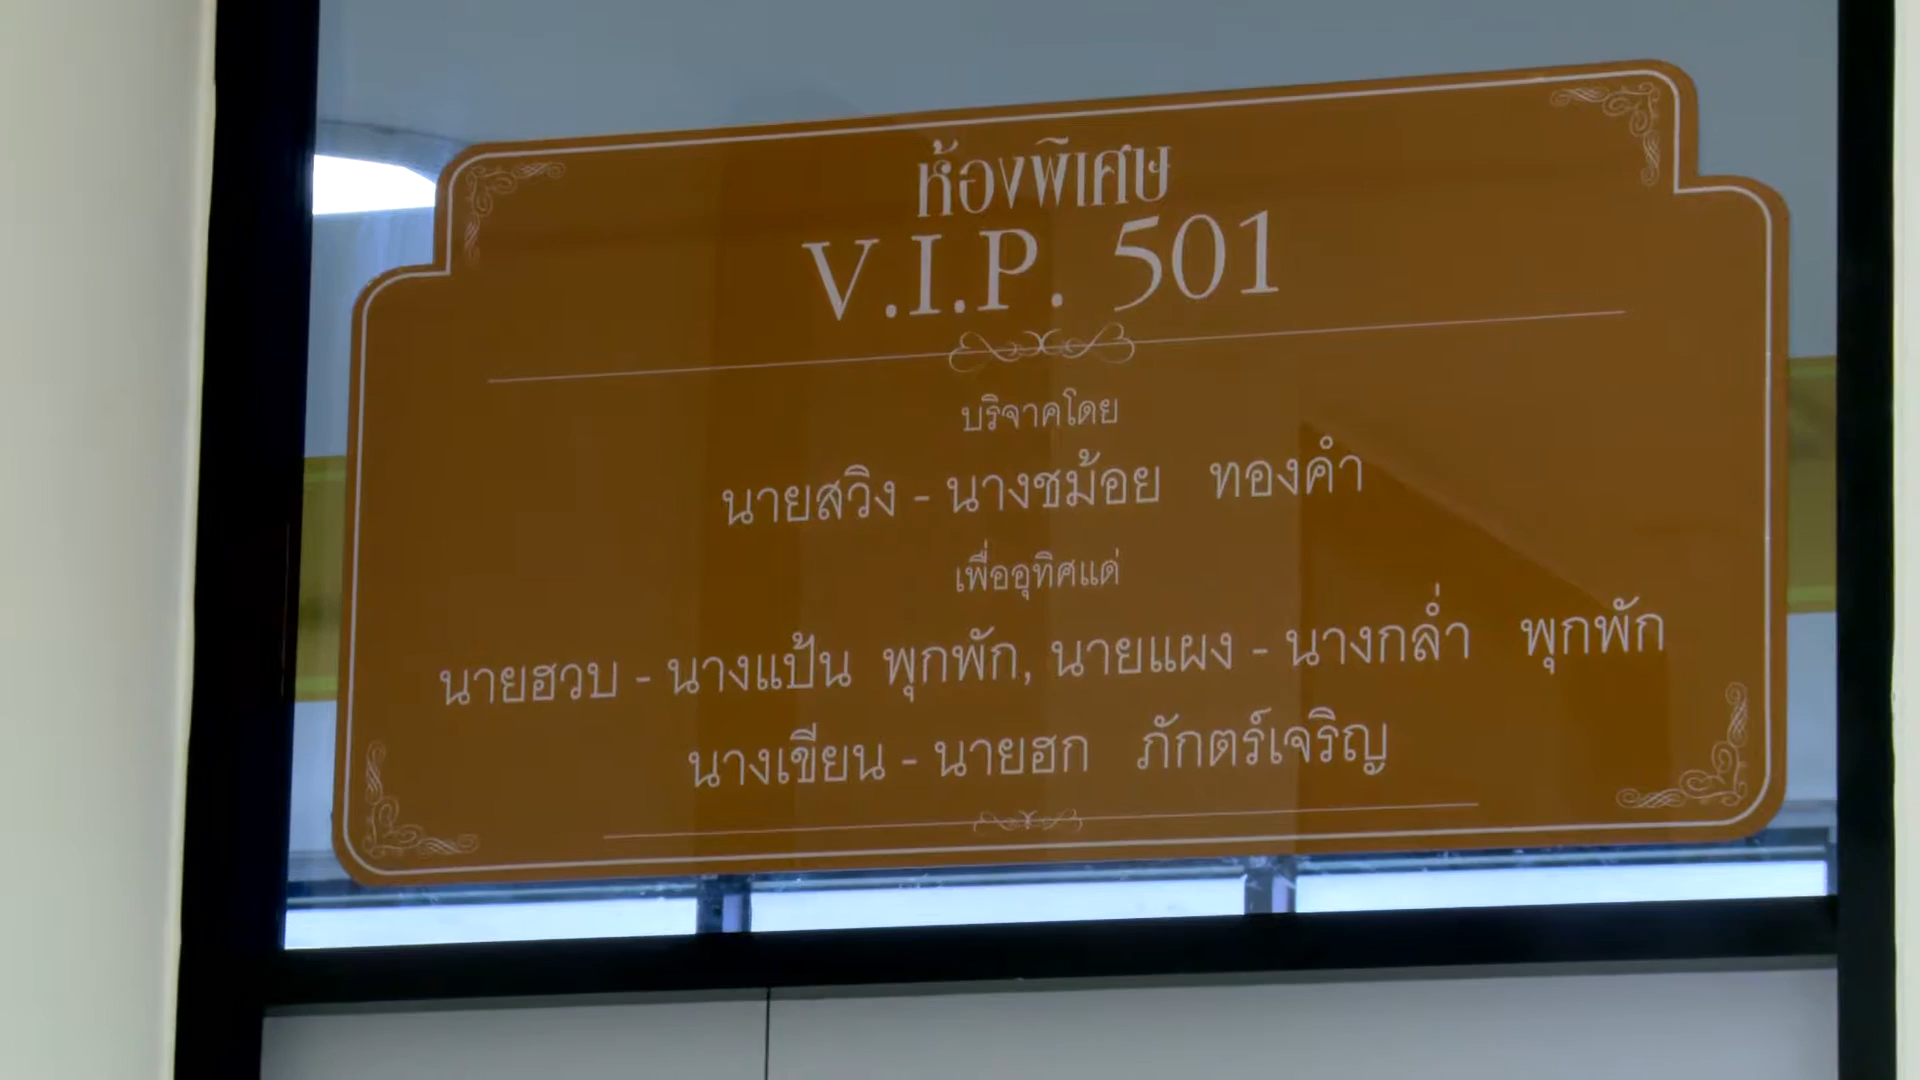 ห้องพิเศษ
V.I.P. 501
บริจาคโดย
นายสวิง - นางชม้อย ทองคำ
เพื่ออุทิศแด่
นายฮวบ - นางแป้น พุกพัก, นายแผง - นางกล่ำ พุกพัก
นางเขียน - นายฮก ภักตร์เจริญ